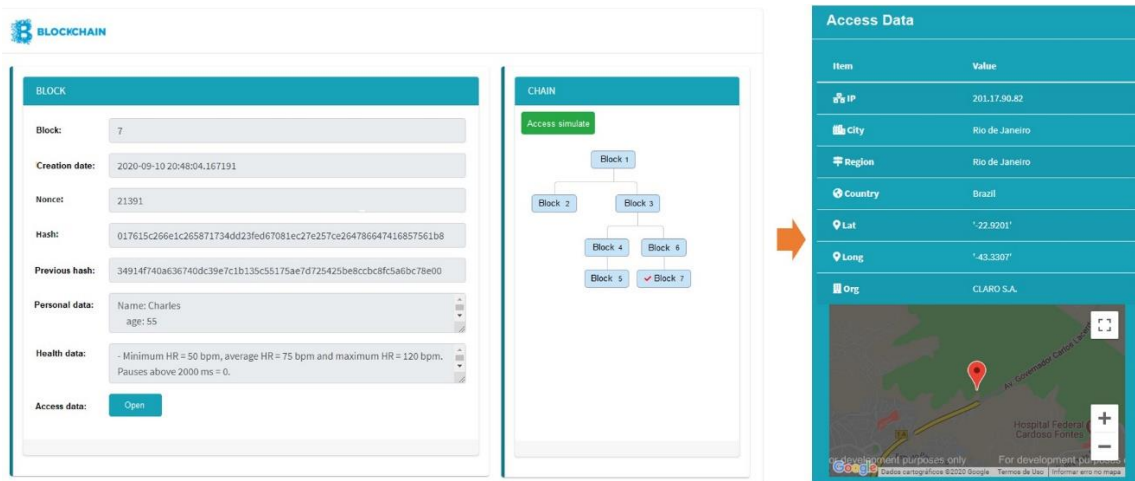 BLOCKCHAIN
BLOCK
Block: 7
Creation date: 2020-09-10 20:48:04.167191
Nonce: 21391
Hash: 017615c266e1c265871734dd23fed67081ec27e257ce264786647416857561b8
Previous hash: 34914f740a636740dc39e7c1b135c55175ae7d725425be8ccbc8fc5a6bc78e00
Personal data: Name: Charles
age: 55
Health data: - Minimum HR = 50 bpm, average HR = 75 bpm and maximum HR = 120 bpm.
Pauses above 2000 ms = 0.
Access data: Open
CHAIN
Access simulate
Block 1
Block 2 Block 3
Block 4 Block 6
Block 5 Block 7
Access Data
Item Value
IP 201.17.90.82
City Rio de Janeiro
Region Rio de Janeiro
Country Brazil
Lat '-22.9201'
Long '-43.3307'
Org CLARO S.A.
Av. Governador Carlos
Hospital Federal
Cardoso Fontes
development purposes only For development purposes
Google Dados cartográficos ©2020 Google Termos de Uso Informar erro no mapa